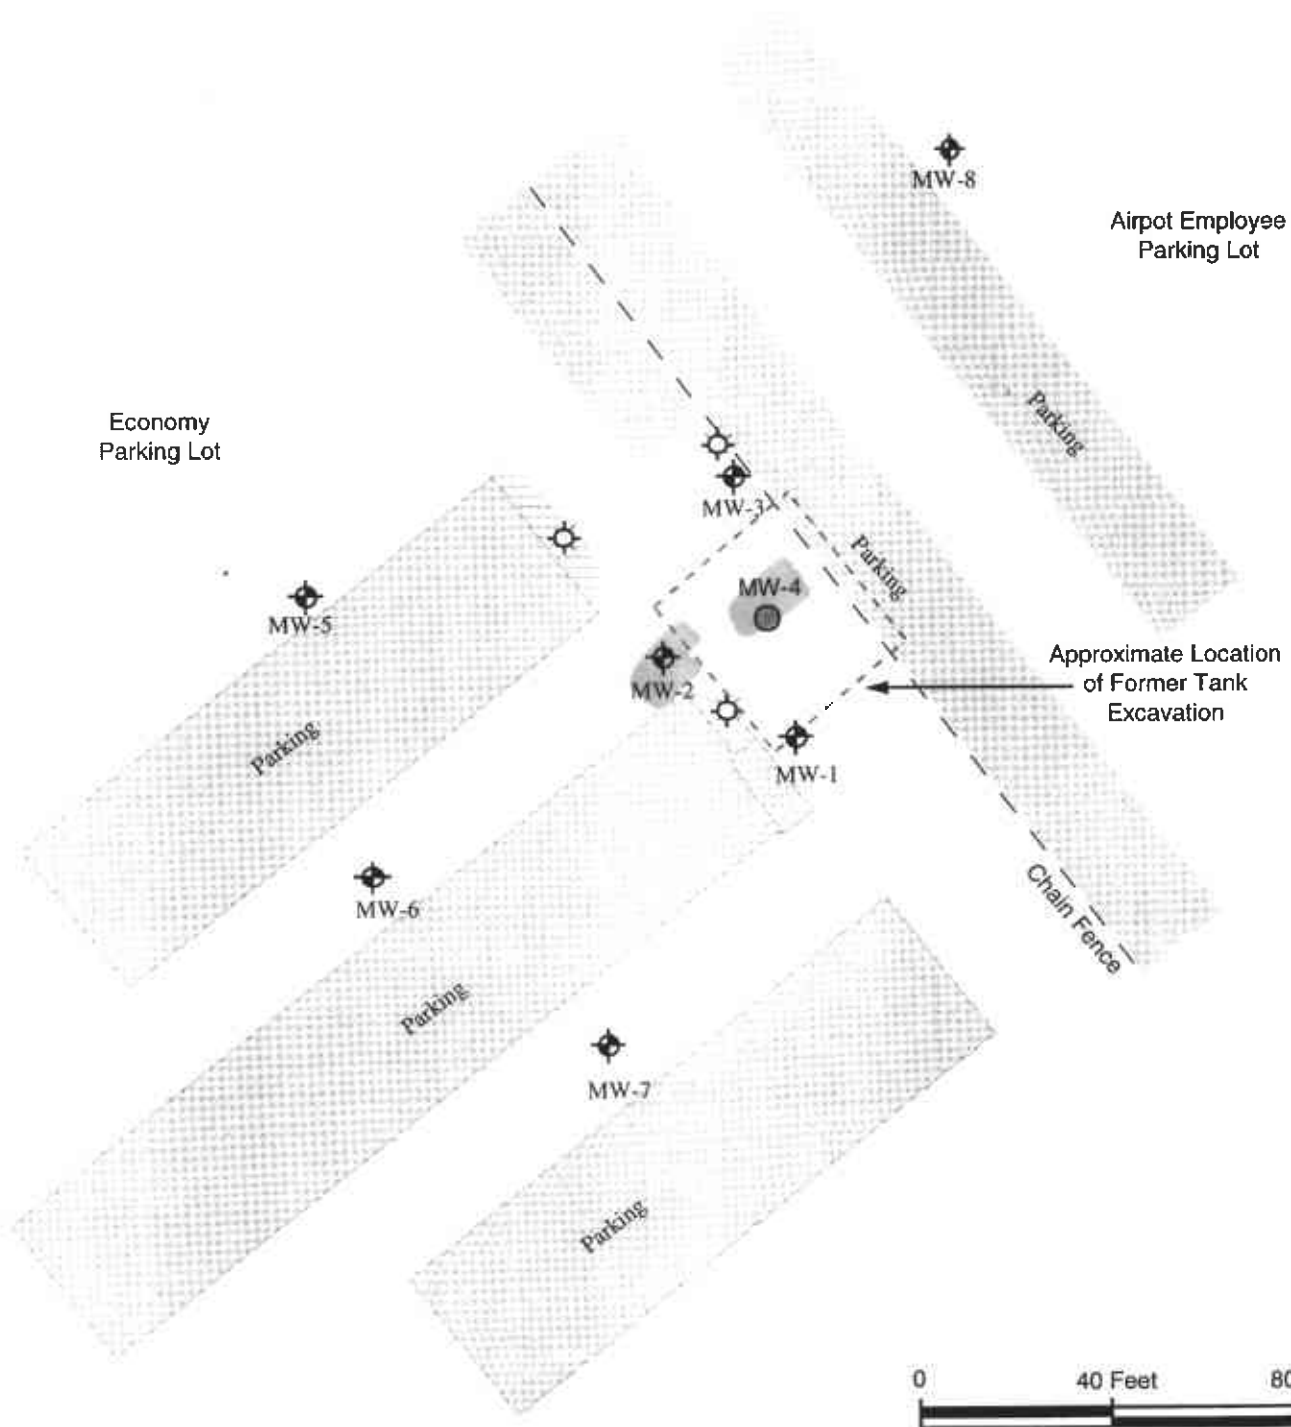 MW-8
Airpot Employee
Parking Lot
Parking
Economy
Parking Lot
MW-3
Parking
MW-4
MW-5
MW-2
Approximate Location
of Former Tank
Excavation
Parking
MW-1
MW-6
Chain Fence
Parking
MW-7
Parking
0 40 Feet 80